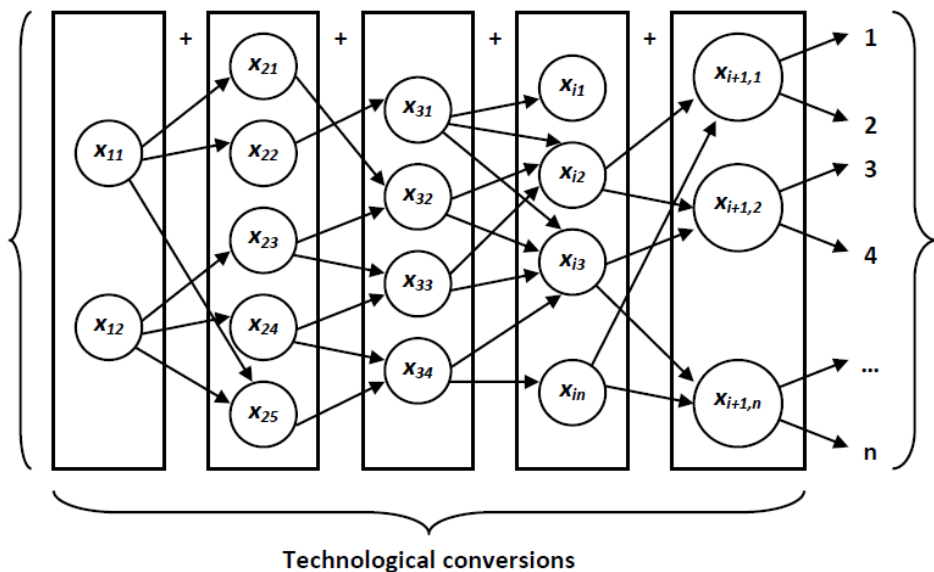 + + + +
x11
x12
x21
x22
x23
x24
x25
x31
x32
x33
x34
xi1
xi2
xi3
xin
xi+1,1
xi+1,2
xi+1,n
1
2
3
4
...
n
Technological conversions